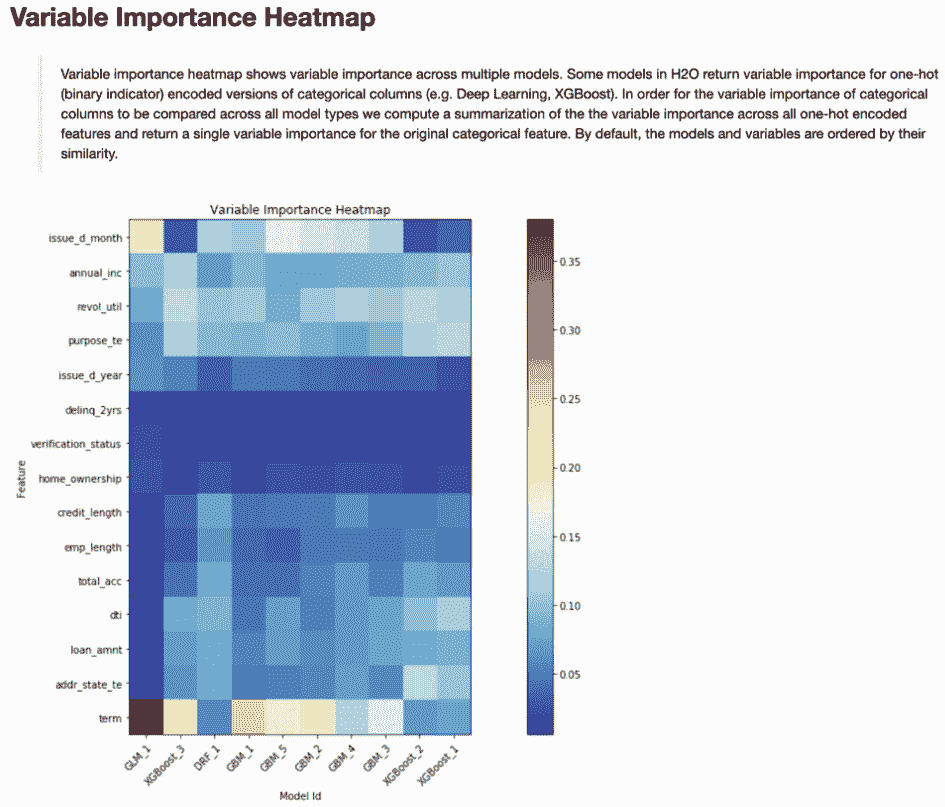 Variable Importance Heatmap
Variable importance heatmap shows variable importance across multiple models. Some models in H2O return variable importance for one-hot
(binary indicator) encoded versions of categorical columns (e.g. Deep Learning, XGBoost). In order for the variable importance of categorical
columns to be compared across all model types we compute a summarization of the the variable importance across all one-hot encoded
features and return a single variable importance for the original categorical feature. By default, the models and variables are ordered by their
similarity.
Variable Importance Heatmap
issue_d_month
annual_inc
revol_util
purpose_te
issue_d_year
delinq_2yrs
verification_status
home_ownership
credit_length
emp_length
total_acc
dti
loan_amnt
addr_state_te
term
Feature
GLM_1
XGBoost_3
DRF_1
GBM_1
GBM_5
GBM_2
GBM_4
GBM_3
XGBoost_2
XGBoost_1
Model Id
0.35
0.30
0.25
0.20
0.15
0.10
0.05